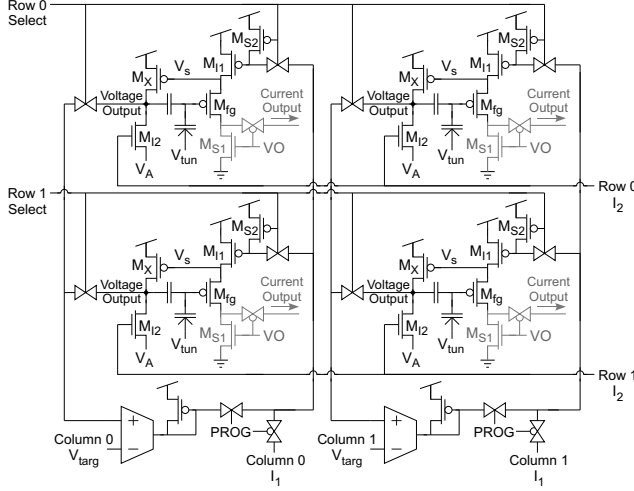 Row 0
Select
M_S2
M_S2
V_s
M_I1
V_s
M_I1
M_X
M_X
Voltage
Output
Current
Output
Voltage
Output
Current
Output
M_fg
M_fg
M_I2
M_S1
VO
M_I2
M_S1
VO
V_tun
V_tun
V_A
V_A
Row 0
I_2
Row 1
Select
M_S2
M_S2
V_s
M_I1
V_s
M_I1
M_X
M_X
Voltage
Output
Current
Output
Voltage
Output
Current
Output
M_fg
M_fg
M_I2
M_S1
VO
M_I2
M_S1
VO
V_tun
V_tun
V_A
V_A
Row 1
I_2
+
+
Column 0
V_targ
−
PROG
Column 1
V_targ
−
PROG
Column 0
I_1
Column 1
I_1